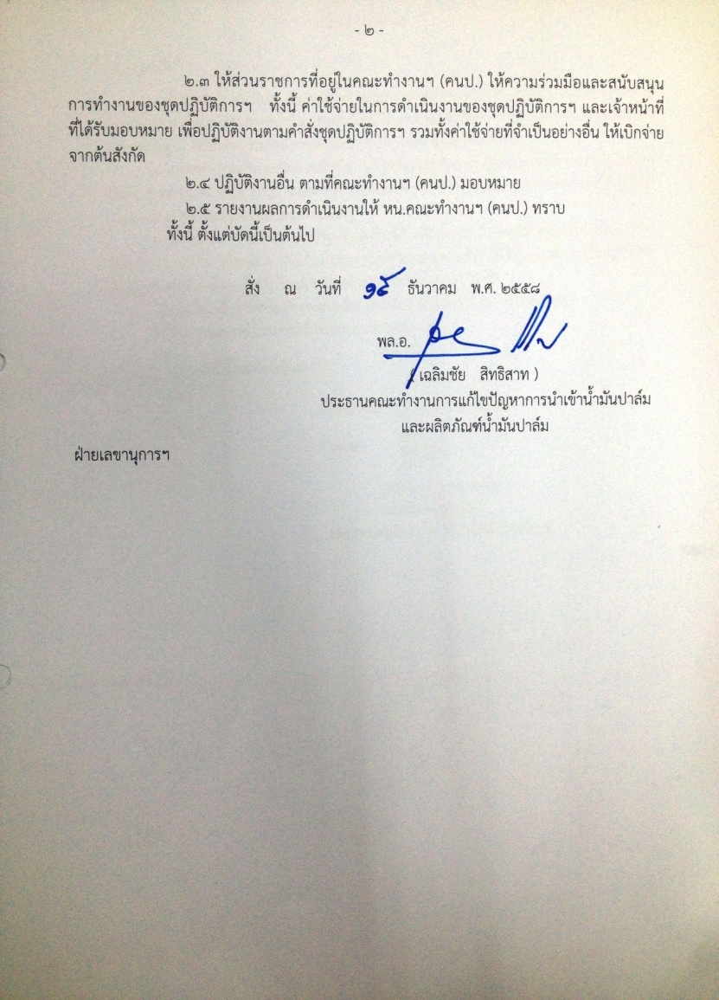 - ๒ -
๒.๓ ให้ส่วนราชการที่อยู่ในคณะทำงานฯ (คนป.) ให้ความร่วมมือและสนับสนุน
การทำงานของชุดปฏิบัติการฯ ทั้งนี้ ค่าใช้จ่ายในการดำเนินงานของชุดปฏิบัติการฯ และเจ้าหน้าที่
ที่ได้รับมอบหมาย เพื่อปฏิบัติงานตามคำสั่งชุดปฏิบัติการฯ รวมทั้งค่าใช้จ่ายที่จำเป็นอย่างอื่น ให้เบิกจ่าย
จากต้นสังกัด
๒.๔ ปฏิบัติงานอื่น ตามที่คณะทำงานฯ (คนป.) มอบหมาย
๒.๕ รายงานผลการดำเนินงานให้ หน.คณะทำงานฯ (คนป.) ทราบ
ทั้งนี้ ตั้งแต่บัดนี้เป็นต้นไป
สั่ง ณ วันที่ ธันวาคม พ.ศ. ๒๕๕๘
พล.อ.
( เฉลิมชัย สิทธิสาท )
ประธานคณะทำงานการแก้ไขปัญหาการนำเข้าน้ำมันปาล์ม
และผลิตภัณฑ์น้ำมันปาล์ม
ฝ่ายเลขานุการฯ